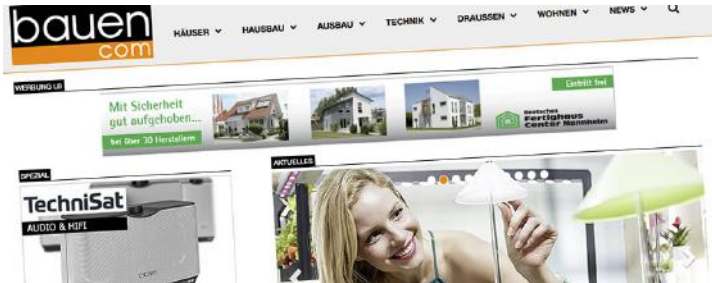 bauen
com
HÄUSER HAUSBAU AUSBAU TECHNIK DRAUSSEN WOHNEN NEWS
WERBUNG LB
Mit Sicherheit
gut aufgehoben...
bei über 30 Herstellern
Eintritt frei
Deutsches
Fertighaus
Center Mannheim
SPEZIAL
TechniSat
AUDIO & HIFI
AKTUELLES